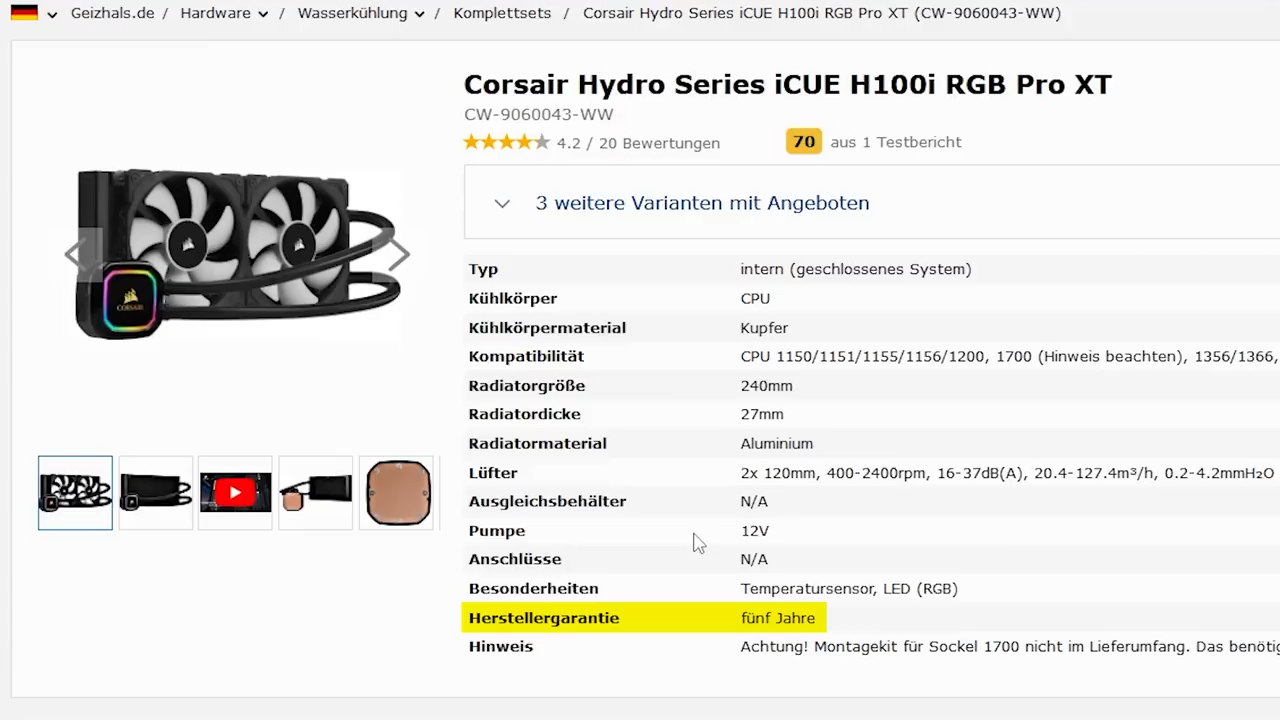 Geizhals.de / Hardware / Wasserkühlung / Komplettsets / Corsair Hydro Series iCUE H100i RGB Pro XT (CW-9060043-WW)
Corsair Hydro Series iCUE H100i RGB Pro XT
CW-9060043-WW
4.2 / 20 Bewertungen 70 aus 1 Testbericht
3 weitere Varianten mit Angeboten
Typ intern (geschlossenes System)
Kühlkörper CPU
Kühlkörpermaterial Kupfer
Kompatibilität CPU 1150/1151/1155/1156/1200, 1700 (Hinweis beachten), 1356/1366,
Radiatorgröße 240mm
Radiatordicke 27mm
Radiatormaterial Aluminium
Lüfter 2x 120mm, 400-2400rpm, 16-37dB(A), 20.4-127.4m³/h, 0.2-4.2mmH₂O
Ausgleichsbehälter N/A
Pumpe 12V
Anschlüsse N/A
Besonderheiten Temperatursensor, LED (RGB)
Herstellergarantie fünf Jahre
Hinweis Achtung! Montagekit für Sockel 1700 nicht im Lieferumfang. Das benötig
CORSAIR